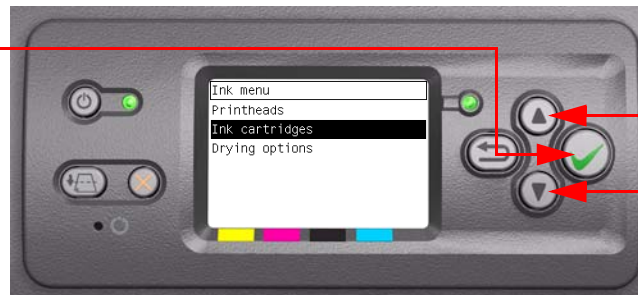 Ink menu
Printheads
Ink cartridges
Drying options